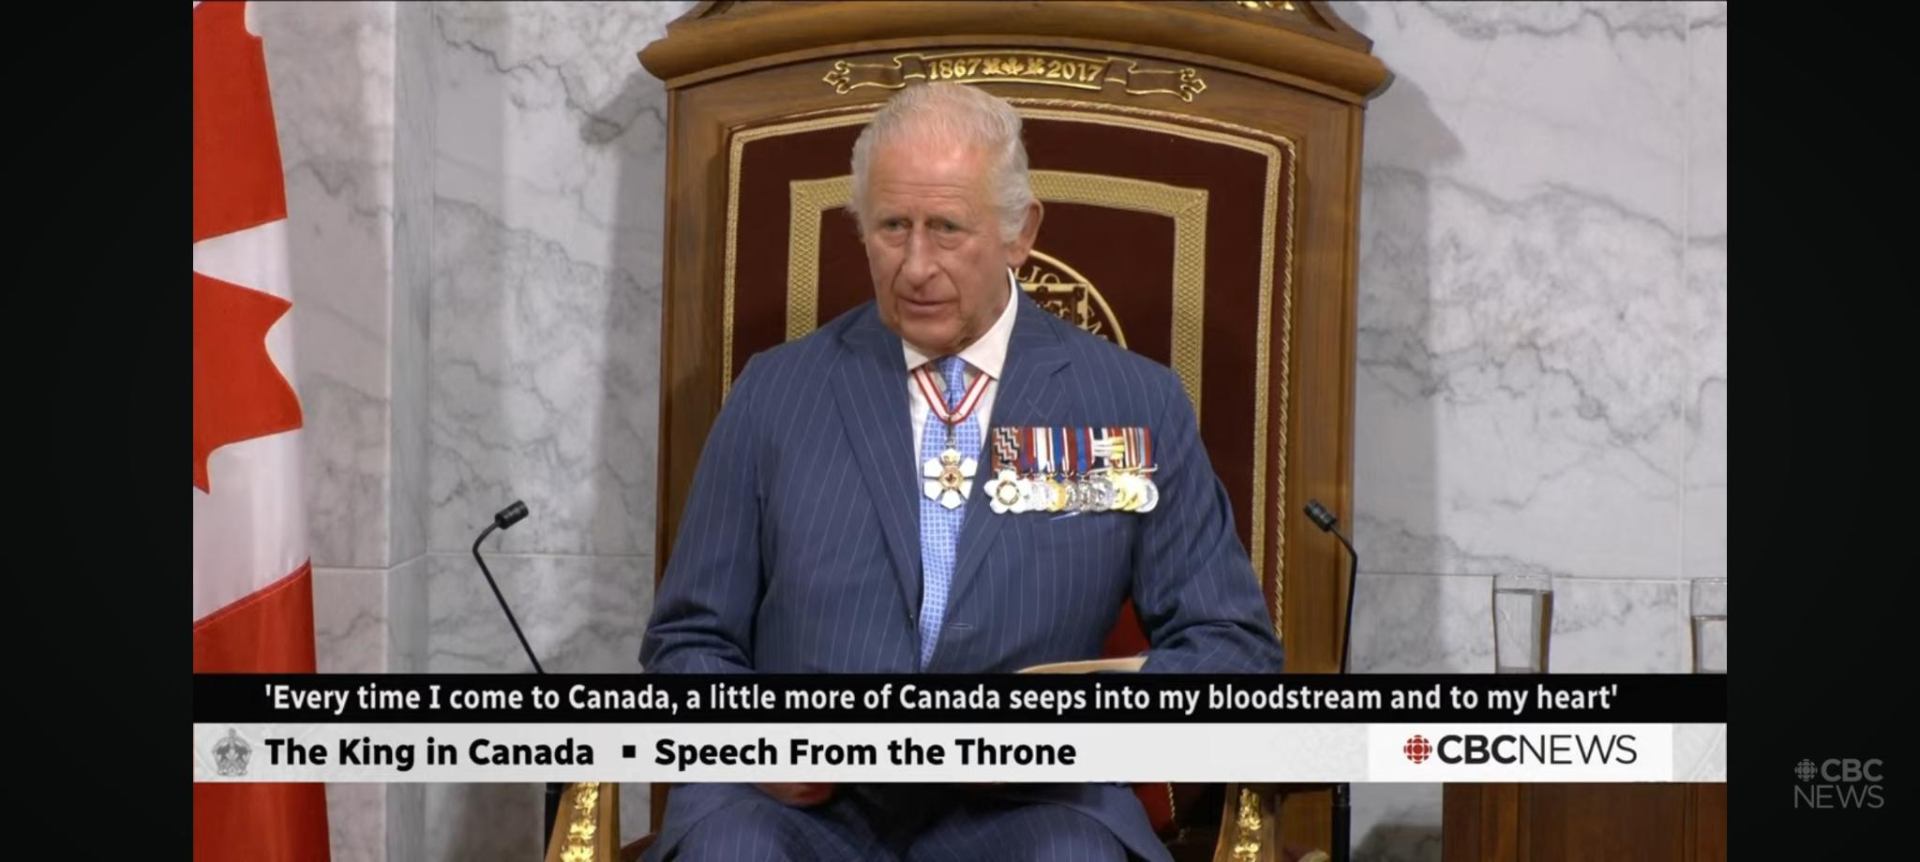 1867 2017
'Every time I come to Canada, a little more of Canada seeps into my bloodstream and to my heart'
The King in Canada ▪ Speech From the Throne
CBCNEWS
CBC
NEWS